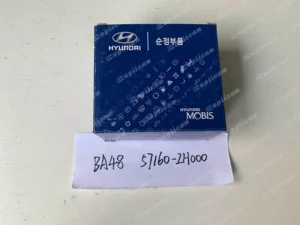 HYUNDAI
순정부품
HYUNDAI
MOBIS
BA48 57160-2H000